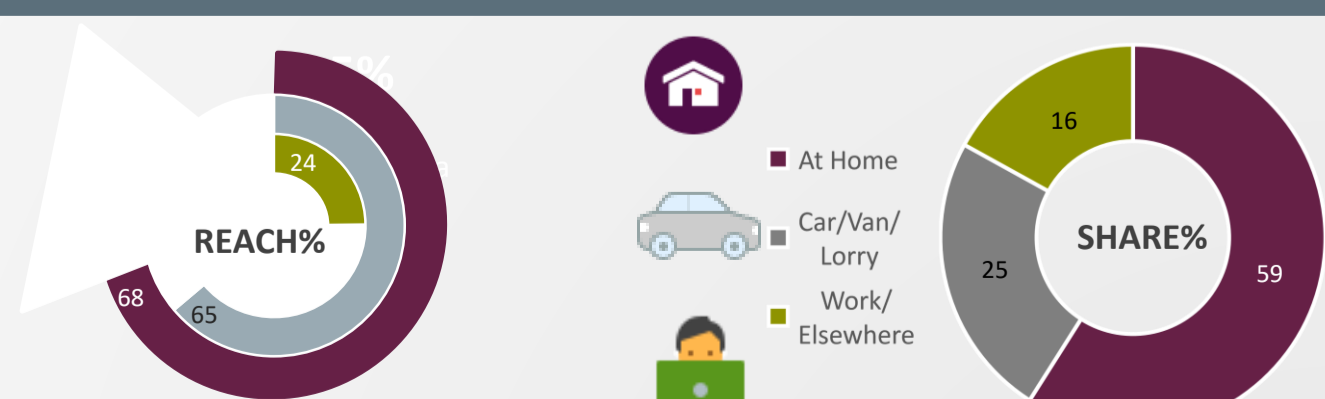 %
24
REACH%
68
65
At Home
Car/Van/
Lorry
Work/
Elsewhere
16
SHARE%
25
59